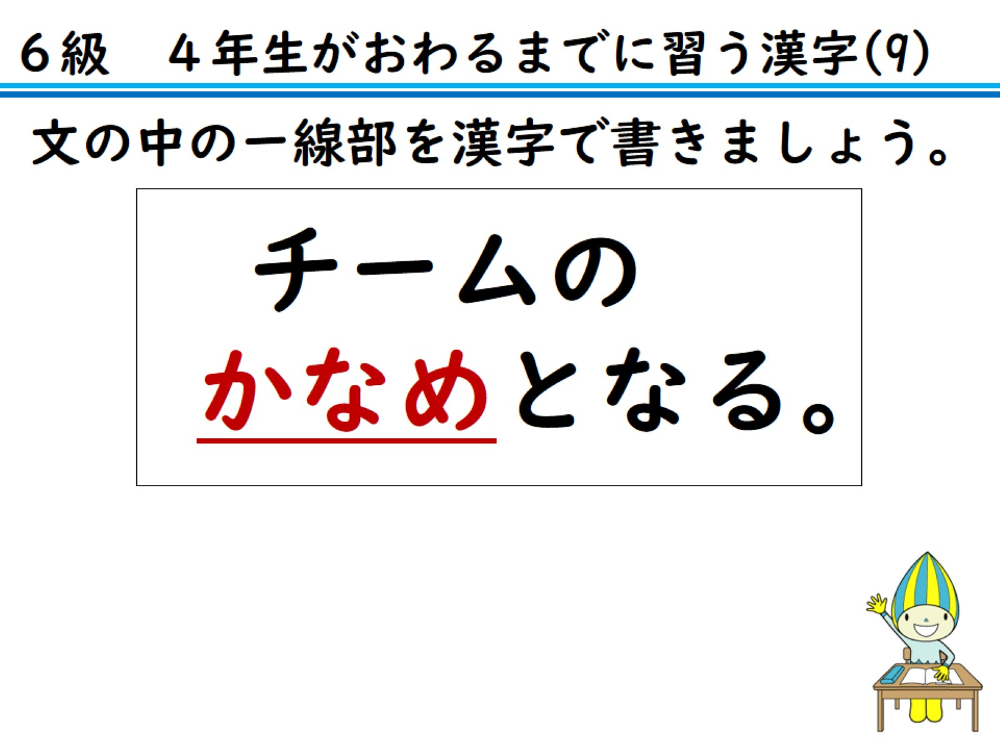 ６級　４年生がおわるまでに習う漢字(9)
文の中の―線部を漢字で書きましょう。
チームの
かなめとなる。